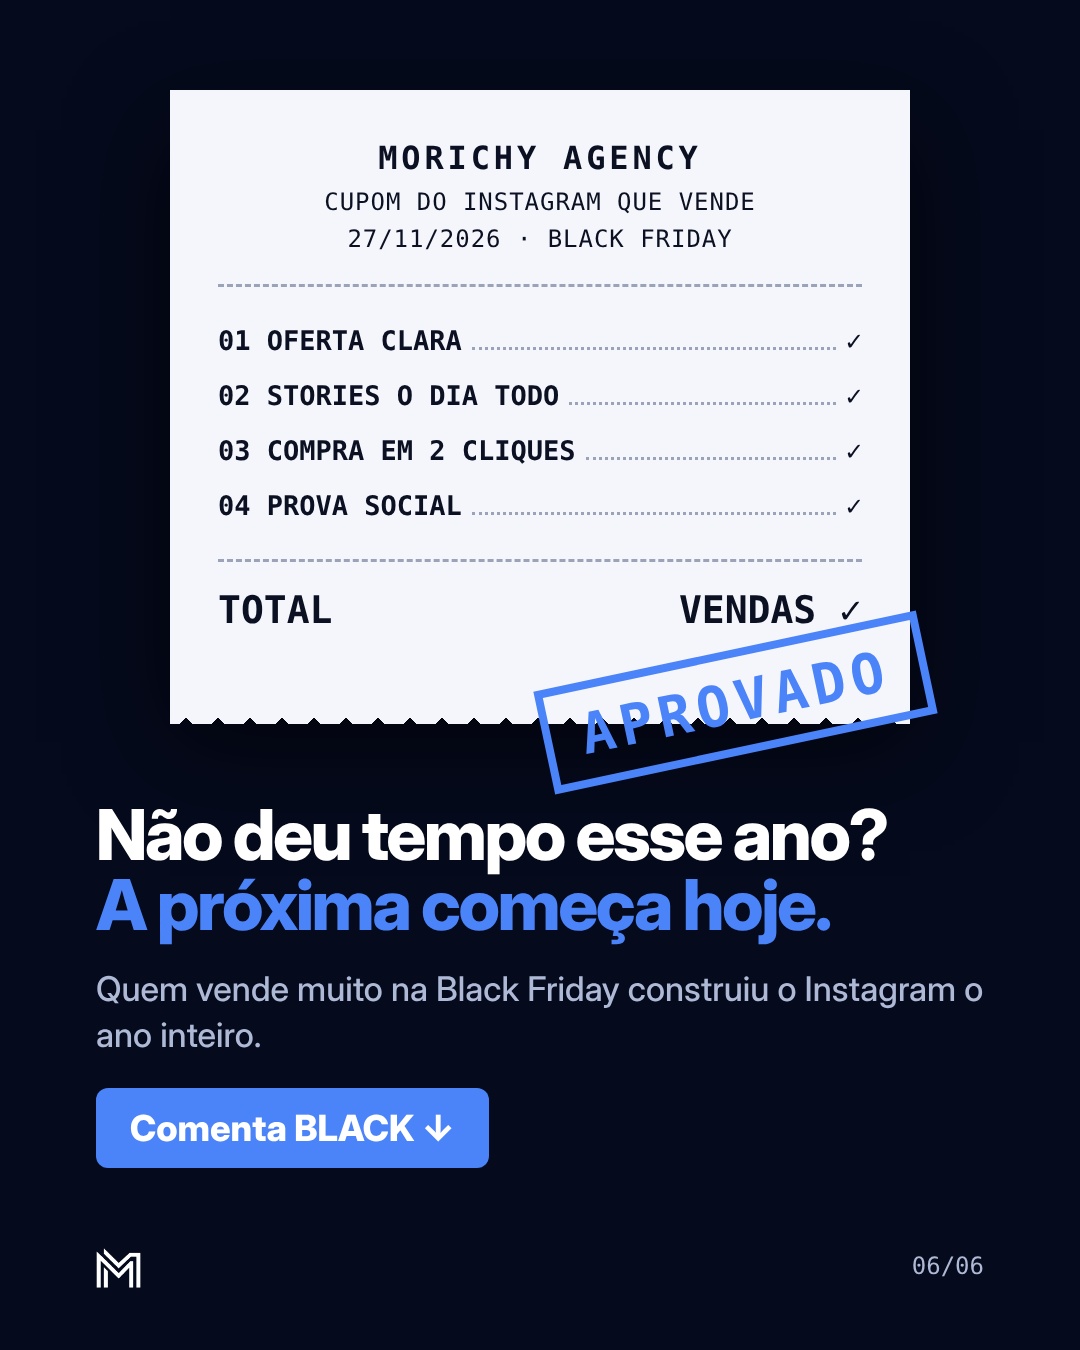 MORICHY AGENCY
CUPOM DO INSTAGRAM QUE VENDE
27/11/2026 · BLACK FRIDAY
01 OFERTA CLARA ✓
02 STORIES O DIA TODO ✓
03 COMPRA EM 2 CLIQUES ✓
04 PROVA SOCIAL ✓
TOTAL VENDAS ✓
APROVADO
Não deu tempo esse ano?
A próxima começa hoje.
Quem vende muito na Black Friday construiu o Instagram o
ano inteiro.
Comenta BLACK ↓
M
06/06